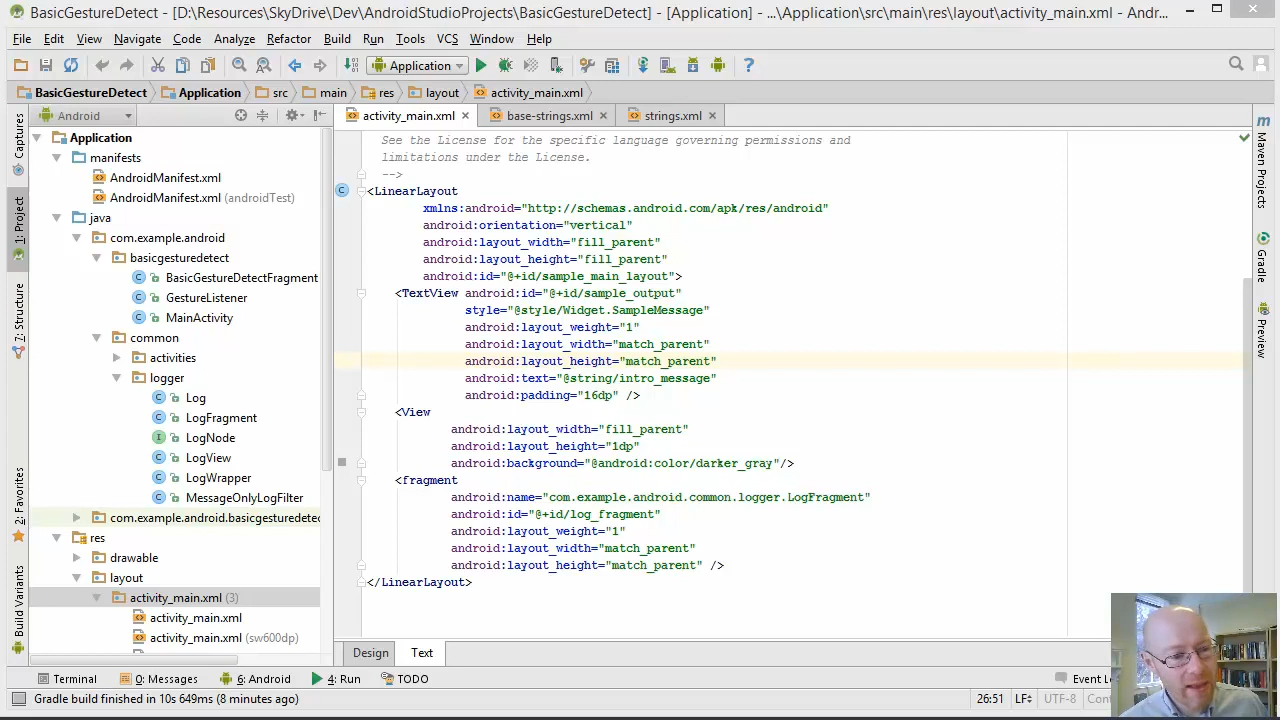 BasicGestureDetect - [D:\Resources\SkyDrive\Dev\AndroidStudioProjects\BasicGestureDetect] - [Application] - ...\Application\src\main\res\layout\activity_main.xml - Andr...
File Edit View Navigate Code Analyze Refactor Build Run Tools VCS Window Help
Application
BasicGestureDetect Application src main res layout activity_main.xml
Android
activity_main.xml base-strings.xml strings.xml
Captures
1: Project
7: Structure
2: Favorites
Build Variants
Application
manifests
AndroidManifest.xml
AndroidManifest.xml (androidTest)
java
com.example.android
basicgesturedetect
BasicGestureDetectFragment
GestureListener
MainActivity
common
activities
logger
Log
LogFragment
LogNode
LogView
LogWrapper
MessageOnlyLogFilter
com.example.android.basicgesturedetec
res
drawable
layout
activity_main.xml (3)
activity_main.xml
activity_main.xml (sw600dp)
See the License for the specific language governing permissions and
limitations under the License.
-->
<LinearLayout
xmlns:android="http://schemas.android.com/apk/res/android"
android:orientation="vertical"
android:layout_width="fill_parent"
android:layout_height="fill_parent"
android:id="@+id/sample_main_layout">
<TextView android:id="@+id/sample_output"
style="@style/Widget.SampleMessage"
android:layout_weight="1"
android:layout_width="match_parent"
android:layout_height="match_parent"
android:text="@string/intro_message"
android:padding="16dp" />
<View
android:layout_width="fill_parent"
android:layout_height="1dp"
android:background="@android:color/darker_gray"/>
<fragment
android:name="com.example.android.common.logger.LogFragment"
android:id="@+id/log_fragment"
android:layout_weight="1"
android:layout_width="match_parent"
android:layout_height="match_parent" />
</LinearLayout>
Maven Projects
Gradle
Preview
Design Text
Terminal 0: Messages 6: Android 4: Run TODO Event L
Gradle build finished in 10s 649ms (8 minutes ago) 26:51 LF UTF-8 Cont